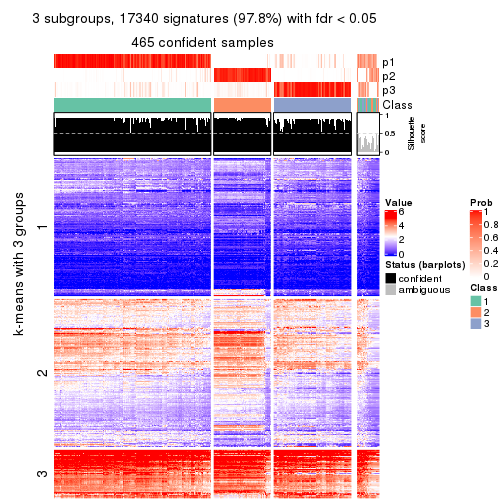 3 subgroups, 17340 signatures (97.8%) with fdr < 0.05
465 confident samples
p1
p2
p3
Class
1
0.5
0
Silhouette
score
k-means with 3 groups
1
2
3
Value
6
4
2
0
Status (barplots)
confident
ambiguous
Prob
1
0.8
0.6
0.4
0.2
0
Class
1
2
3